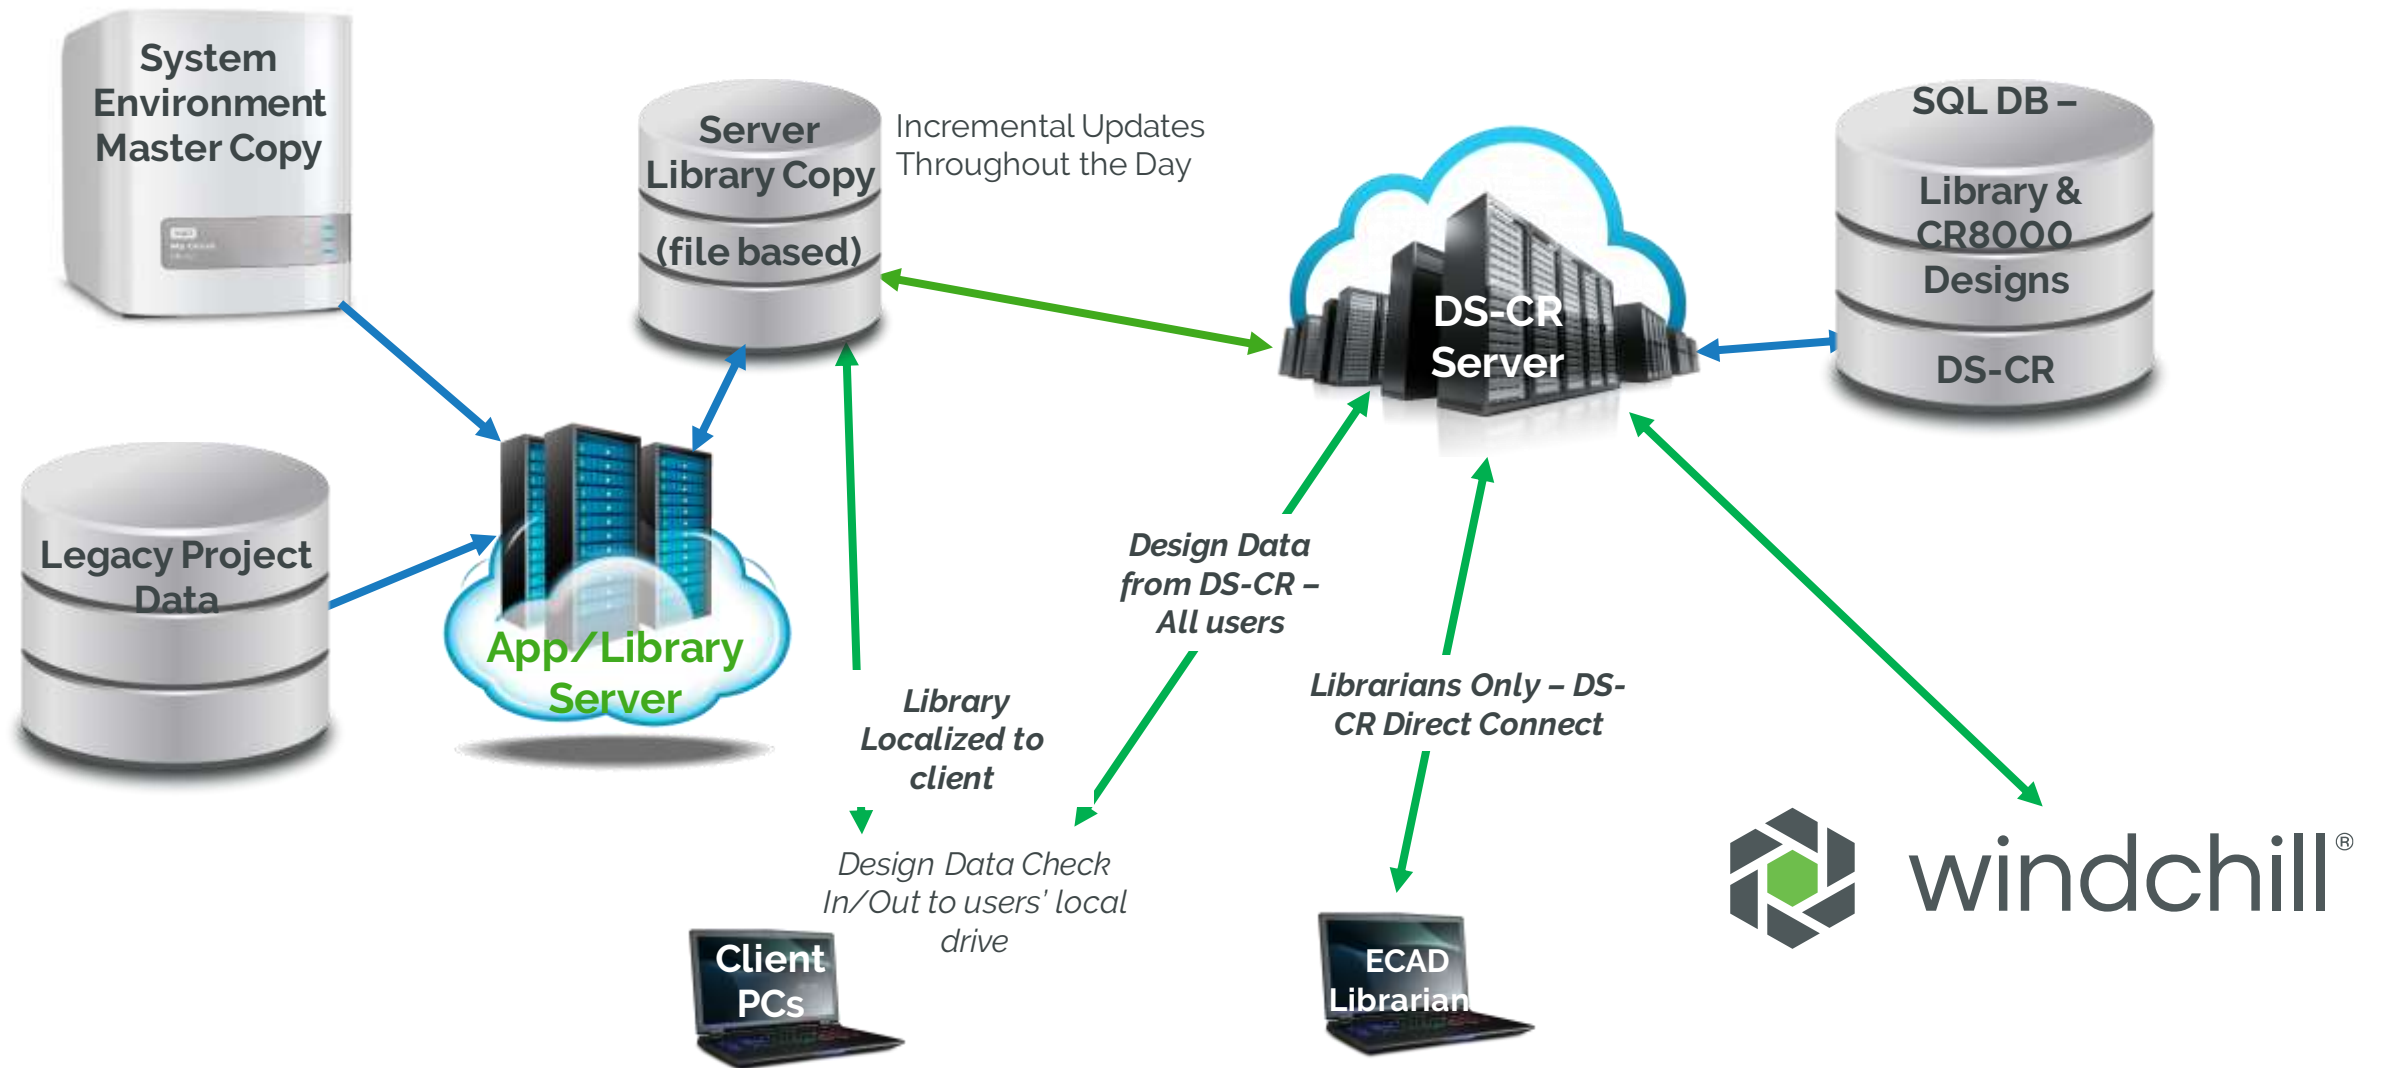 System
Environment
Master Copy
Server
Library Copy
(file based)
Incremental Updates
Throughout the Day
SQL DB –
Library &
CR8000
Designs
DS-CR
DS-CR
Server
Legacy Project
Data
App/Library
Server
Design Data
from DS-CR –
All users
Library
Localized to
client
Librarians Only – DS-
CR Direct Connect
Design Data Check
In/Out to users’ local
drive
Client
PCs
ECAD
Librarian
windchill®